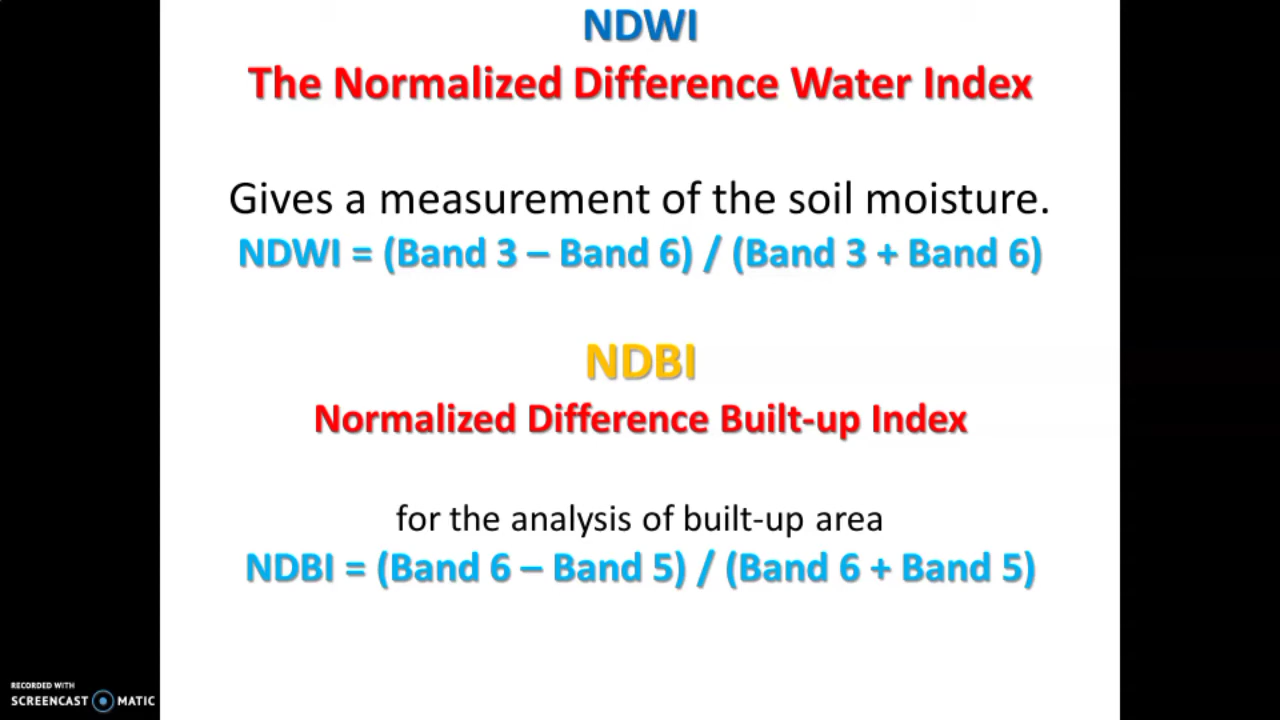 NDWI
The Normalized Difference Water Index
Gives a measurement of the soil moisture.
NDWI = (Band 3 – Band 6) / (Band 3 + Band 6)
NDBI
Normalized Difference Built-up Index
for the analysis of built-up area
NDBI = (Band 6 – Band 5) / (Band 6 + Band 5)
RECORDED WITH
SCREENCAST MATIC